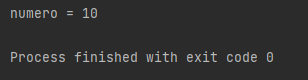 numero = 10
Process finished with exit code 0